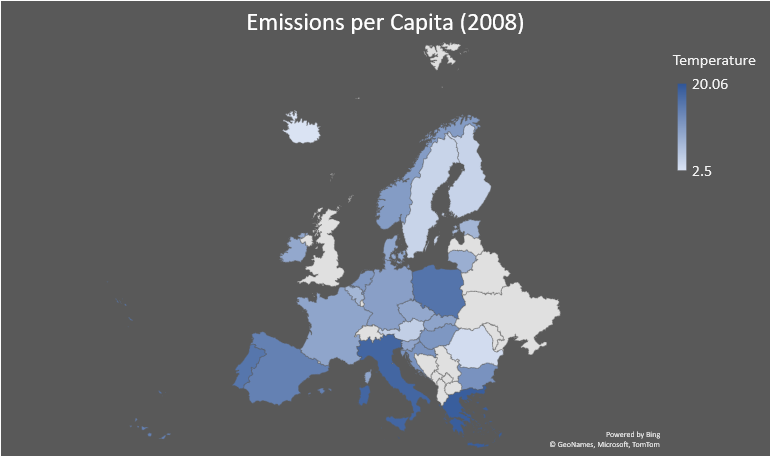 Emissions per Capita (2008)
Temperature
20.06
2.5
Powered by Bing
© GeoNames, Microsoft, TomTom